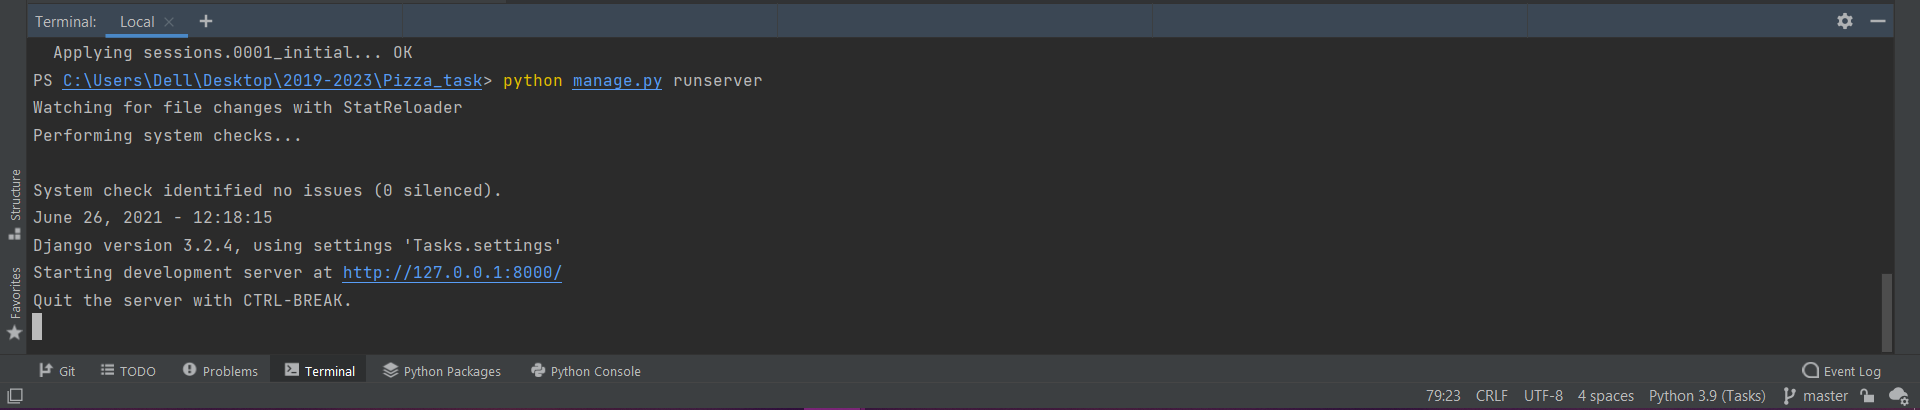 Terminal: Local × +
Applying sessions.0001_initial... OK
PS C:\Users\Dell\Desktop\2019-2023\Pizza_task> python manage.py runserver
Watching for file changes with StatReloader
Performing system checks...
System check identified no issues (0 silenced).
June 26, 2021 - 12:18:15
Django version 3.2.4, using settings 'Tasks.settings'
Starting development server at http://127.0.0.1:8000/
Quit the server with CTRL-BREAK.
Structure
Favorites
Git TODO Problems Terminal Python Packages Python Console Event Log
79:23 CRLF UTF-8 4 spaces Python 3.9 (Tasks) master